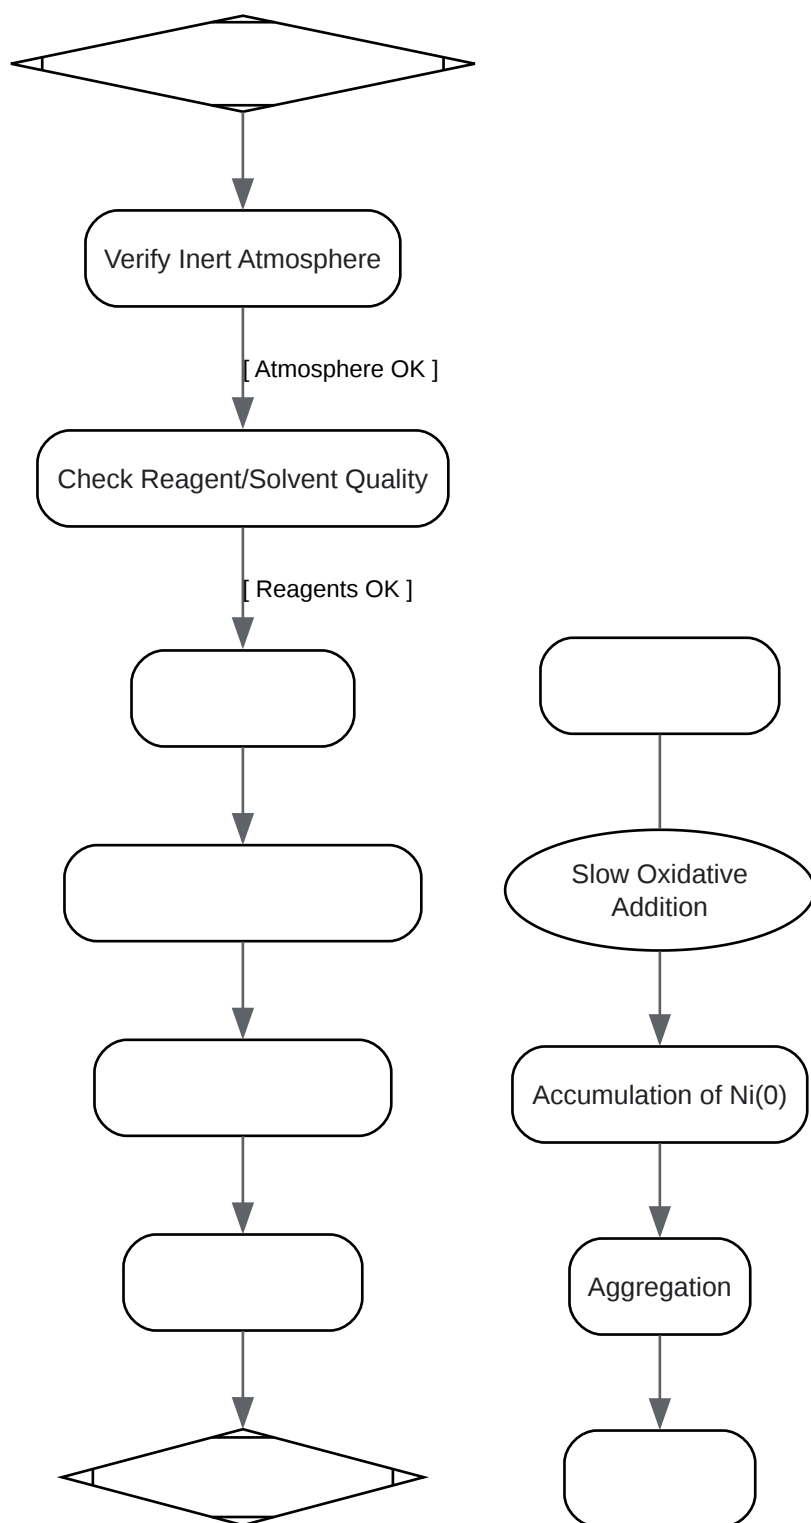 Verify Inert Atmosphere
[ Atmosphere OK ]
Check Reagent/Solvent Quality
[ Reagents OK ]
Slow Oxidative
Addition
Accumulation of Ni(0)
Aggregation